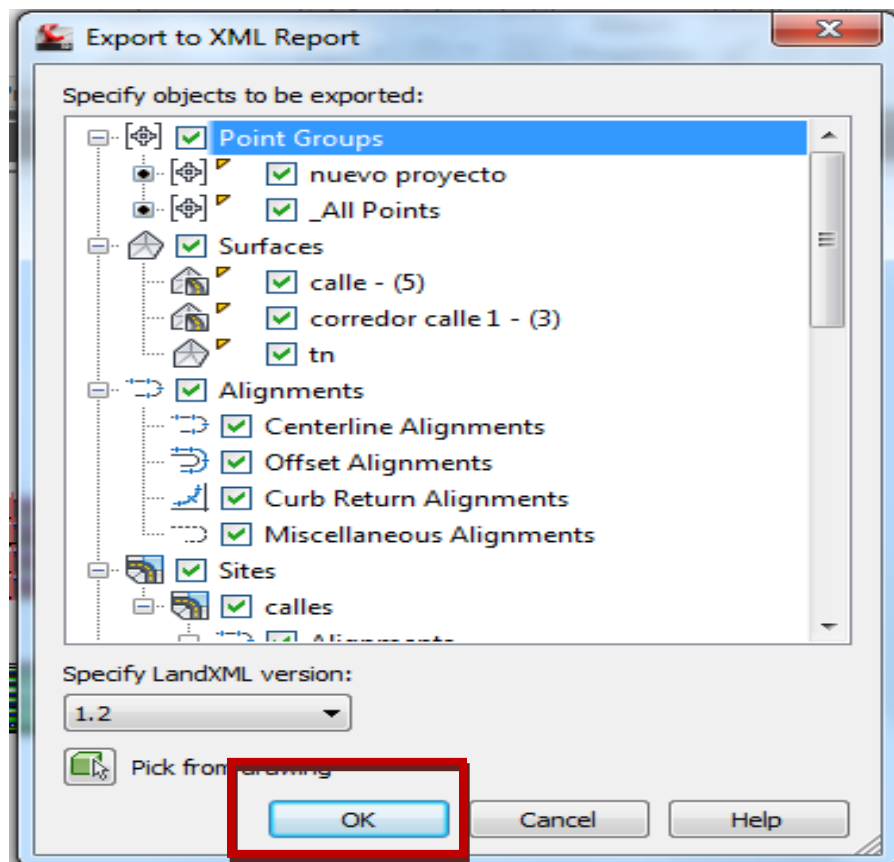 Export to XML Report
Specify objects to be exported:
Point Groups
nuevo proyecto
_All Points
Surfaces
calle - (5)
corredor calle 1 - (3)
tn
Alignments
Centerline Alignments
Offset Alignments
Curb Return Alignments
Miscellaneous Alignments
Sites
calles
Alignments
Specify LandXML version:
1.2
Pick from drawing
OK Cancel Help